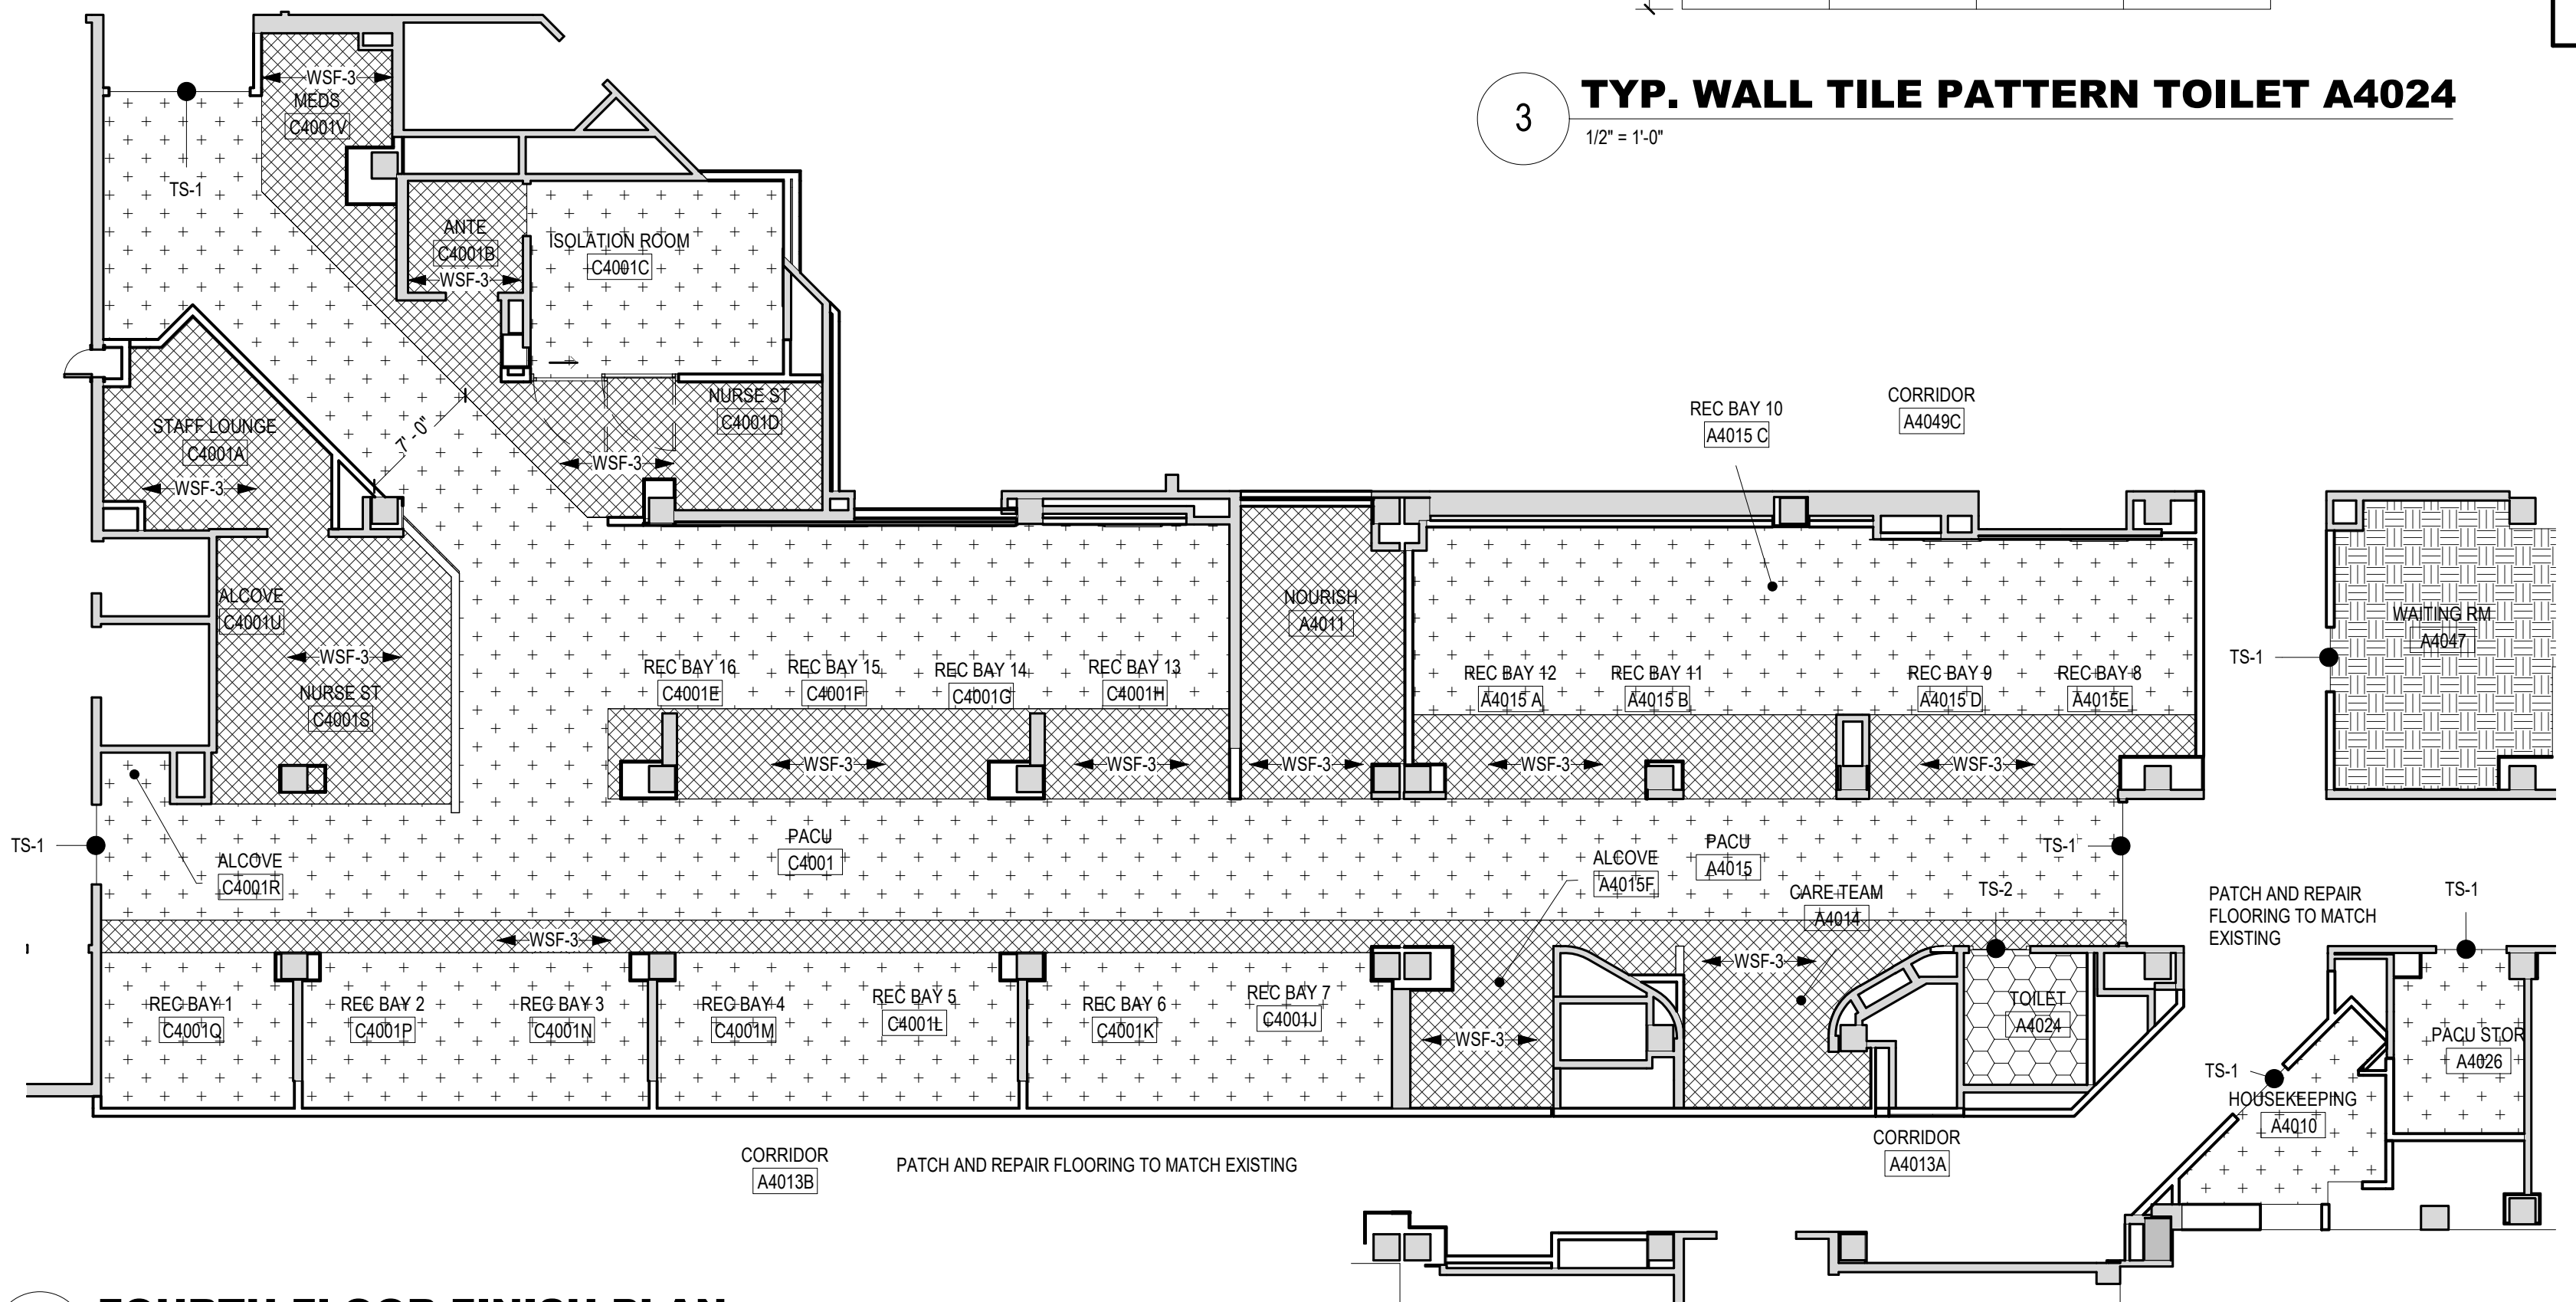 3
TYP. WALL TILE PATTERN TOILET A4024
1/2" = 1'-0"
WSF-3
MEDS
C4001V
TS-1
ANTE
C4001B
WSF-3
ISOLATION ROOM
C4001C
STAFF LOUNGE
C4001A
WSF-3
7' - 0"
NURSE ST
C4001D
WSF-3
REC BAY 10
A4015 C
CORRIDOR
A4049C
ALCOVE
C4001U
WSF-3
NURSE ST
C4001S
NOURISH
A4011
WSF-3
REC BAY 16
C4001E
REC BAY 15
C4001F
REC BAY 14
C4001G
REC BAY 13
C4001H
WSF-3
WSF-3
REC BAY 12
A4015 A
REC BAY 11
A4015 B
REC BAY 9
A4015 D
REC BAY 8
A4015E
WSF-3
WSF-3
WAITING RM
A4047
TS-1
TS-1
ALCOVE
C4001R
PACU
C4001
ALCOVE
A4015F
PACU
A4015
TS-1
CARE TEAM
A4014
TS-2
PATCH AND REPAIR
FLOORING TO MATCH
EXISTING
TS-1
WSF-3
WSF-3
REC BAY 1
C4001Q
REC BAY 2
C4001P
REC BAY 3
C4001N
REC BAY 4
C4001M
REC BAY 5
C4001L
REC BAY 6
C4001K
REC BAY 7
C4001J
WSF-3
TOILET
A4024
PACU STOR
A4026
TS-1
HOUSEKEEPING
A4010
CORRIDOR
A4013B
PATCH AND REPAIR FLOORING TO MATCH EXISTING
CORRIDOR
A4013A
FOURTH FLOOR FINISH PLAN